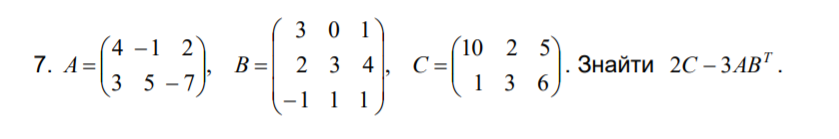 7. A = (4 −1 2; 3 5 −7), B = (3 0 1; 2 3 4; −1 1 1), C = (10 2 5; 1 3 6). Знайти 2C − 3AB^T.